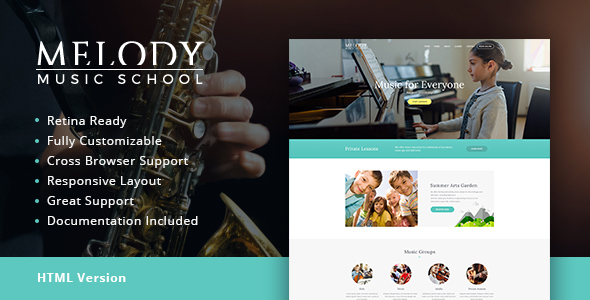 MELODY
MUSIC SCHOOL
Retina Ready
Fully Customizable
Cross Browser Support
Responsive Layout
Great Support
Documentation Included
HTML Version
MELODY
Music for Everyone
Private Lessons
Summer Arts Garden
Music Groups